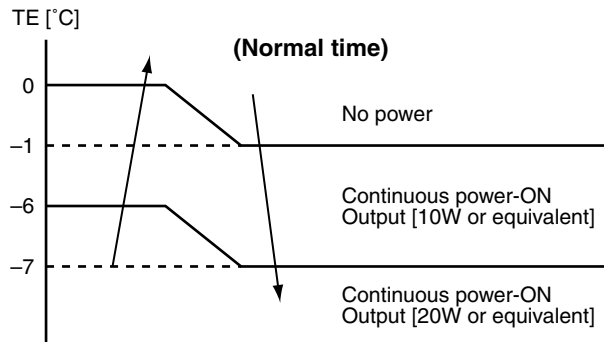 TE [˚C]
(Normal time)
0
No power
–1
Continuous power-ON
Output [10W or equivalent]
–6
–7
Continuous power-ON
Output [20W or equivalent]